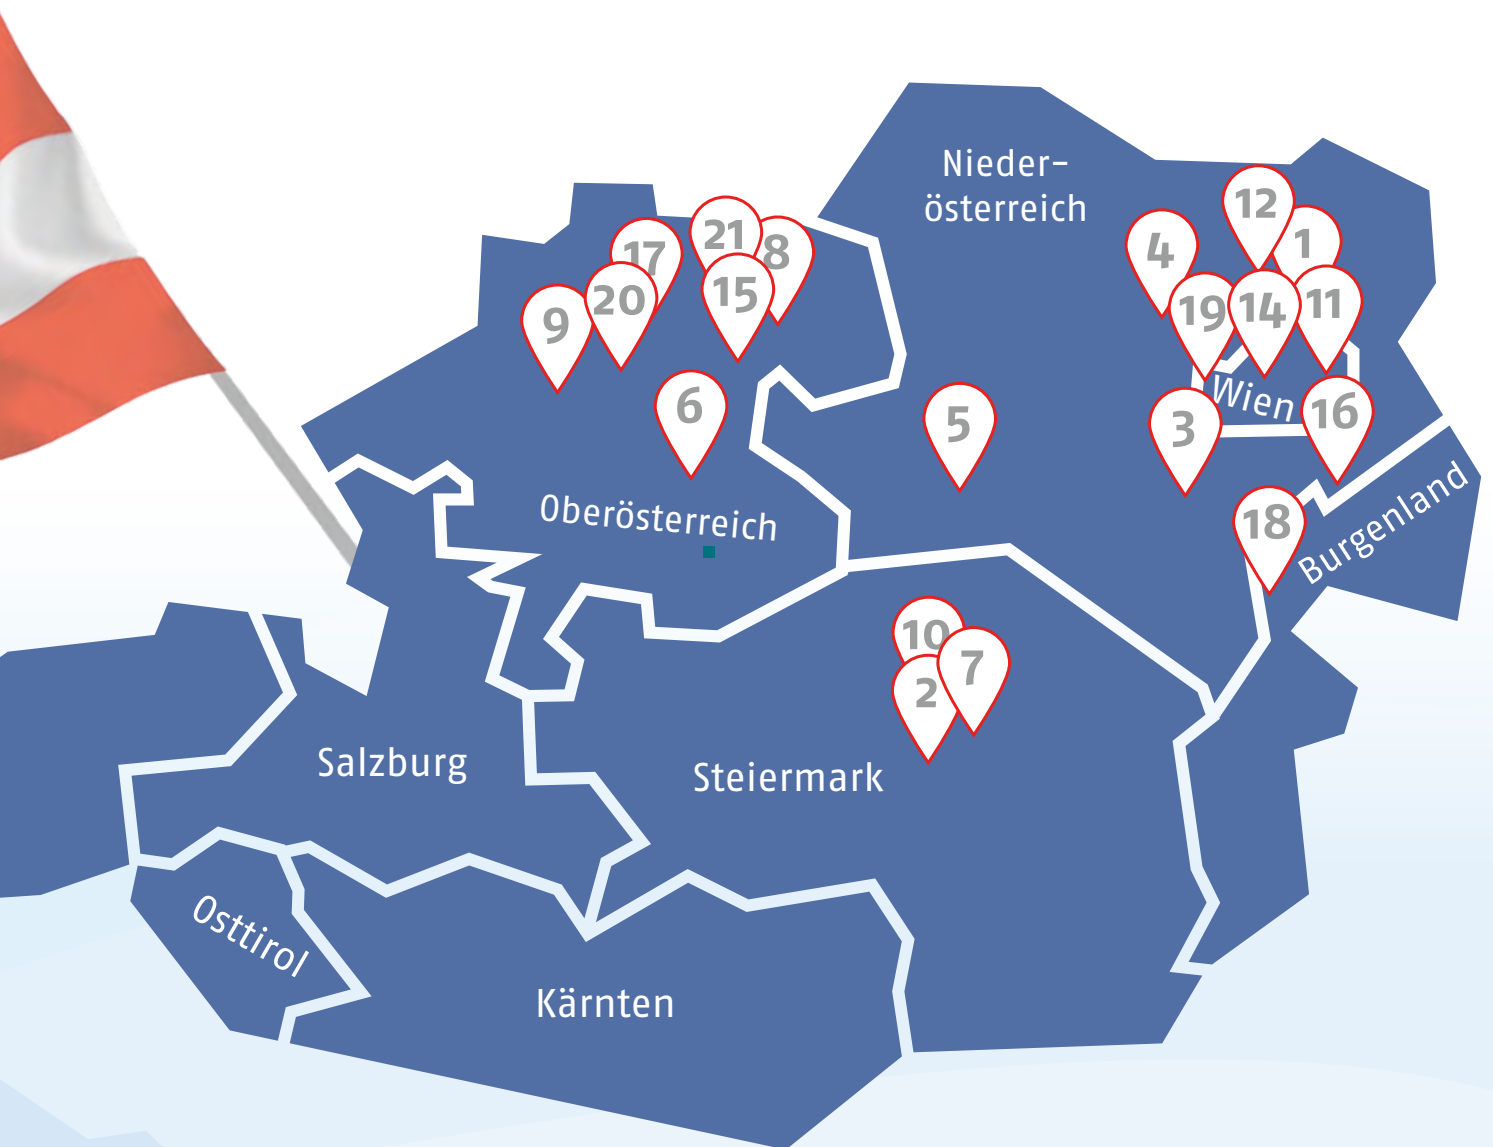 Nieder-
österreich
12
4
1
21
8
17
15
20
9
19
14
11
Wien
6
5
3
16
Oberösterreich
18
Burgenland
10
7
2
Salzburg
Steiermark
Osttirol
Kärnten